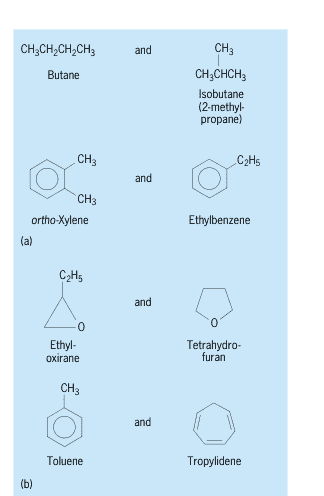 CH₃CH₂CH₂CH₃ and CH₃
CH₃CHCH₃
Butane
Isobutane
(2-methyl-
propane)
CH₃
CH₃
and
C₂H₅
ortho-Xylene
Ethylbenzene
(a)
C₂H₅
O
and
O
Ethyl-
oxirane
Tetrahydro-
furan
CH₃
and
Toluene
Tropylidene
(b)